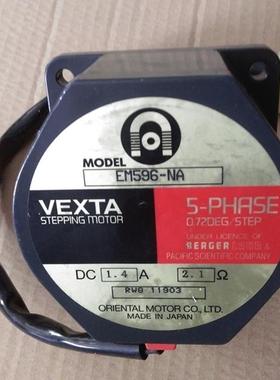 MODEL
EM596-NA
VEXTA
STEPPING MOTOR
5-PHASE
0.72DEG/STEP
UNDER LICENCE OF
BERGER
PACIFIC SCIENTIFIC COMPANY
DC 1.4 A 2.1 Ω
RWG 11903
ORIENTAL MOTOR CO., LTD.
MADE IN JAPAN